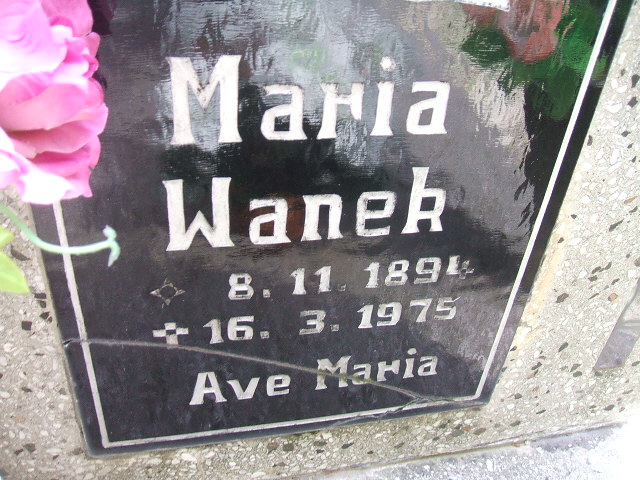 Maria
Wanek
8. 11. 1894
16. 3. 1975
Ave Maria